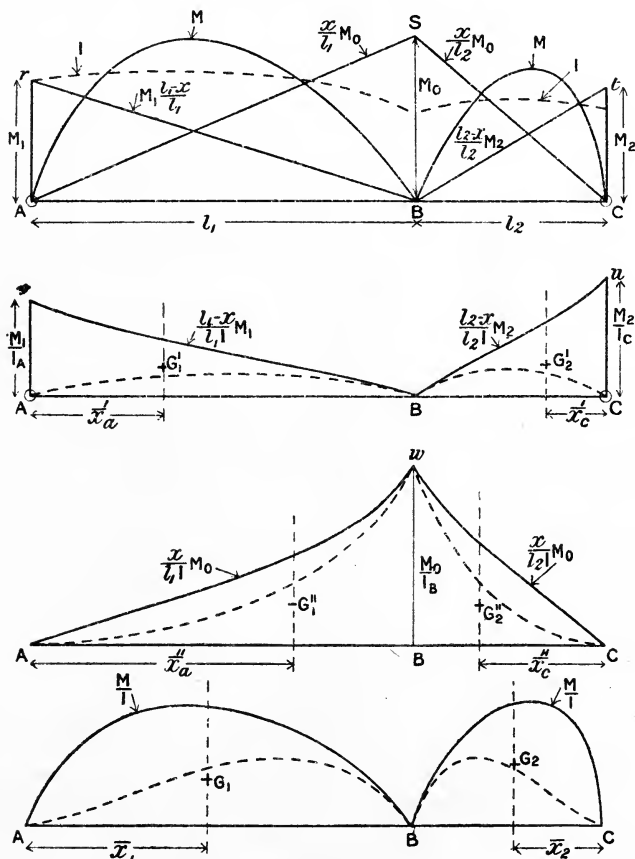 M
x/l₁ M₀
S
x/l₂ M₀
M
I
I
r
M₁ (l₁-x)/l₁
M₀
t
M₁
(l₂-x)/l₂ M₂
M₂
A
B
C
l₁
l₂
u
M₁/I_A
(l₁-x)/(l₁I) M₁
(l₂-x)/(l₂I) M₂
M₂/I_C
G₁′
G₂′
A
B
C
x̄′ₐ
x̄′_c
w
x/(l₁I) M₀
M₀/I_B
x/(l₂I) M₀
G₁″
G₂″
A
B
C
x̄″ₐ
x̄″_c
M/I
M/I
G₁
G₂
A
B
C
x̄₁
x̄₂